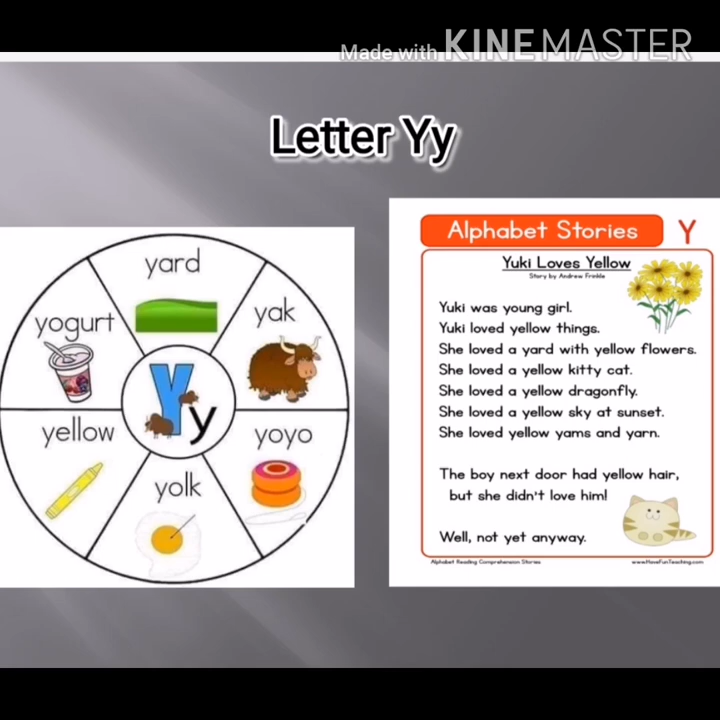 Made with KINEMASTER
Letter Yy
yard
yak
yoyo
yolk
yellow
yogurt
Yy
Alphabet Stories Y
Yuki Loves Yellow
Story by Andrew Frinkle
Yuki was young girl.
Yuki loved yellow things.
She loved a yard with yellow flowers.
She loved a yellow kitty cat.
She loved a yellow dragonfly.
She loved a yellow sky at sunset.
She loved yellow yams and yarn.
The boy next door had yellow hair,
but she didn't love him!
Well, not yet anyway.
Alphabet Reading Comprehension Stories www.HaveFunTeaching.com